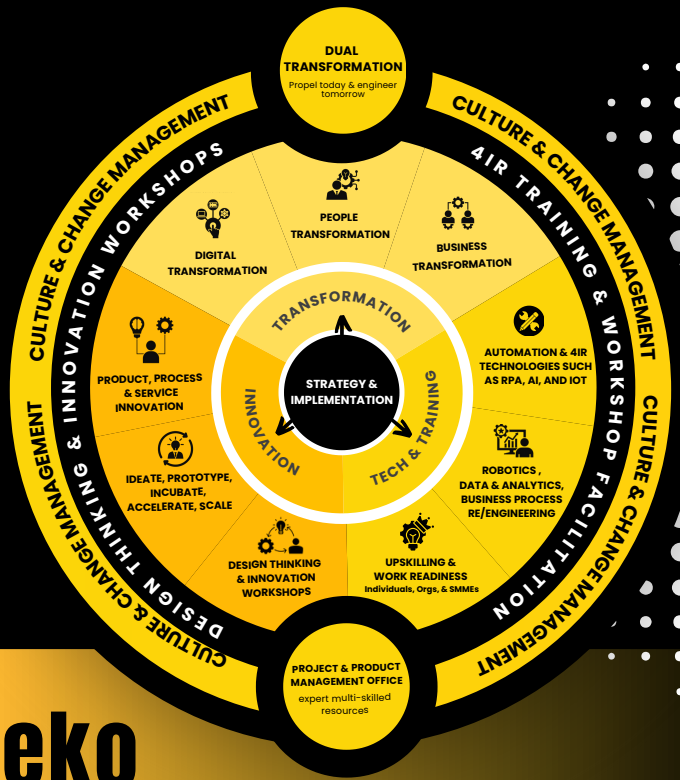 DUAL
TRANSFORMATION
Propel today & engineer
tomorrow
CULTURE & CHANGE MANAGEMENT
CULTURE & CHANGE MANAGEMENT
DESIGN THINKING & INNOVATION WORKSHOPS
4IR TRAINING & WORKSHOP FACILITATION
DIGITAL
TRANSFORMATION
PEOPLE
TRANSFORMATION
BUSINESS
TRANSFORMATION
TRANSFORMATION
PRODUCT, PROCESS
& SERVICE
INNOVATION
STRATEGY &
IMPLEMENTATION
AUTOMATION & 4IR
TECHNOLOGIES SUCH
AS RPA, AI, AND IOT
INNOVATION
TECH & TRAINING
IDEATE, PROTOTYPE,
INCUBATE,
ACCELERATE, SCALE
ROBOTICS ,
DATA & ANALYTICS,
BUSINESS PROCESS
RE/ENGINEERING
DESIGN THINKING
& INNOVATION
WORKSHOPS
UPSKILLING &
WORK READINESS
Individuals, Orgs, & SMMEs
CULTURE & CHANGE MANAGEMENT
CULTURE & CHANGE MANAGEMENT
PROJECT & PRODUCT
MANAGEMENT OFFICE
expert multi-skilled
resources
eko